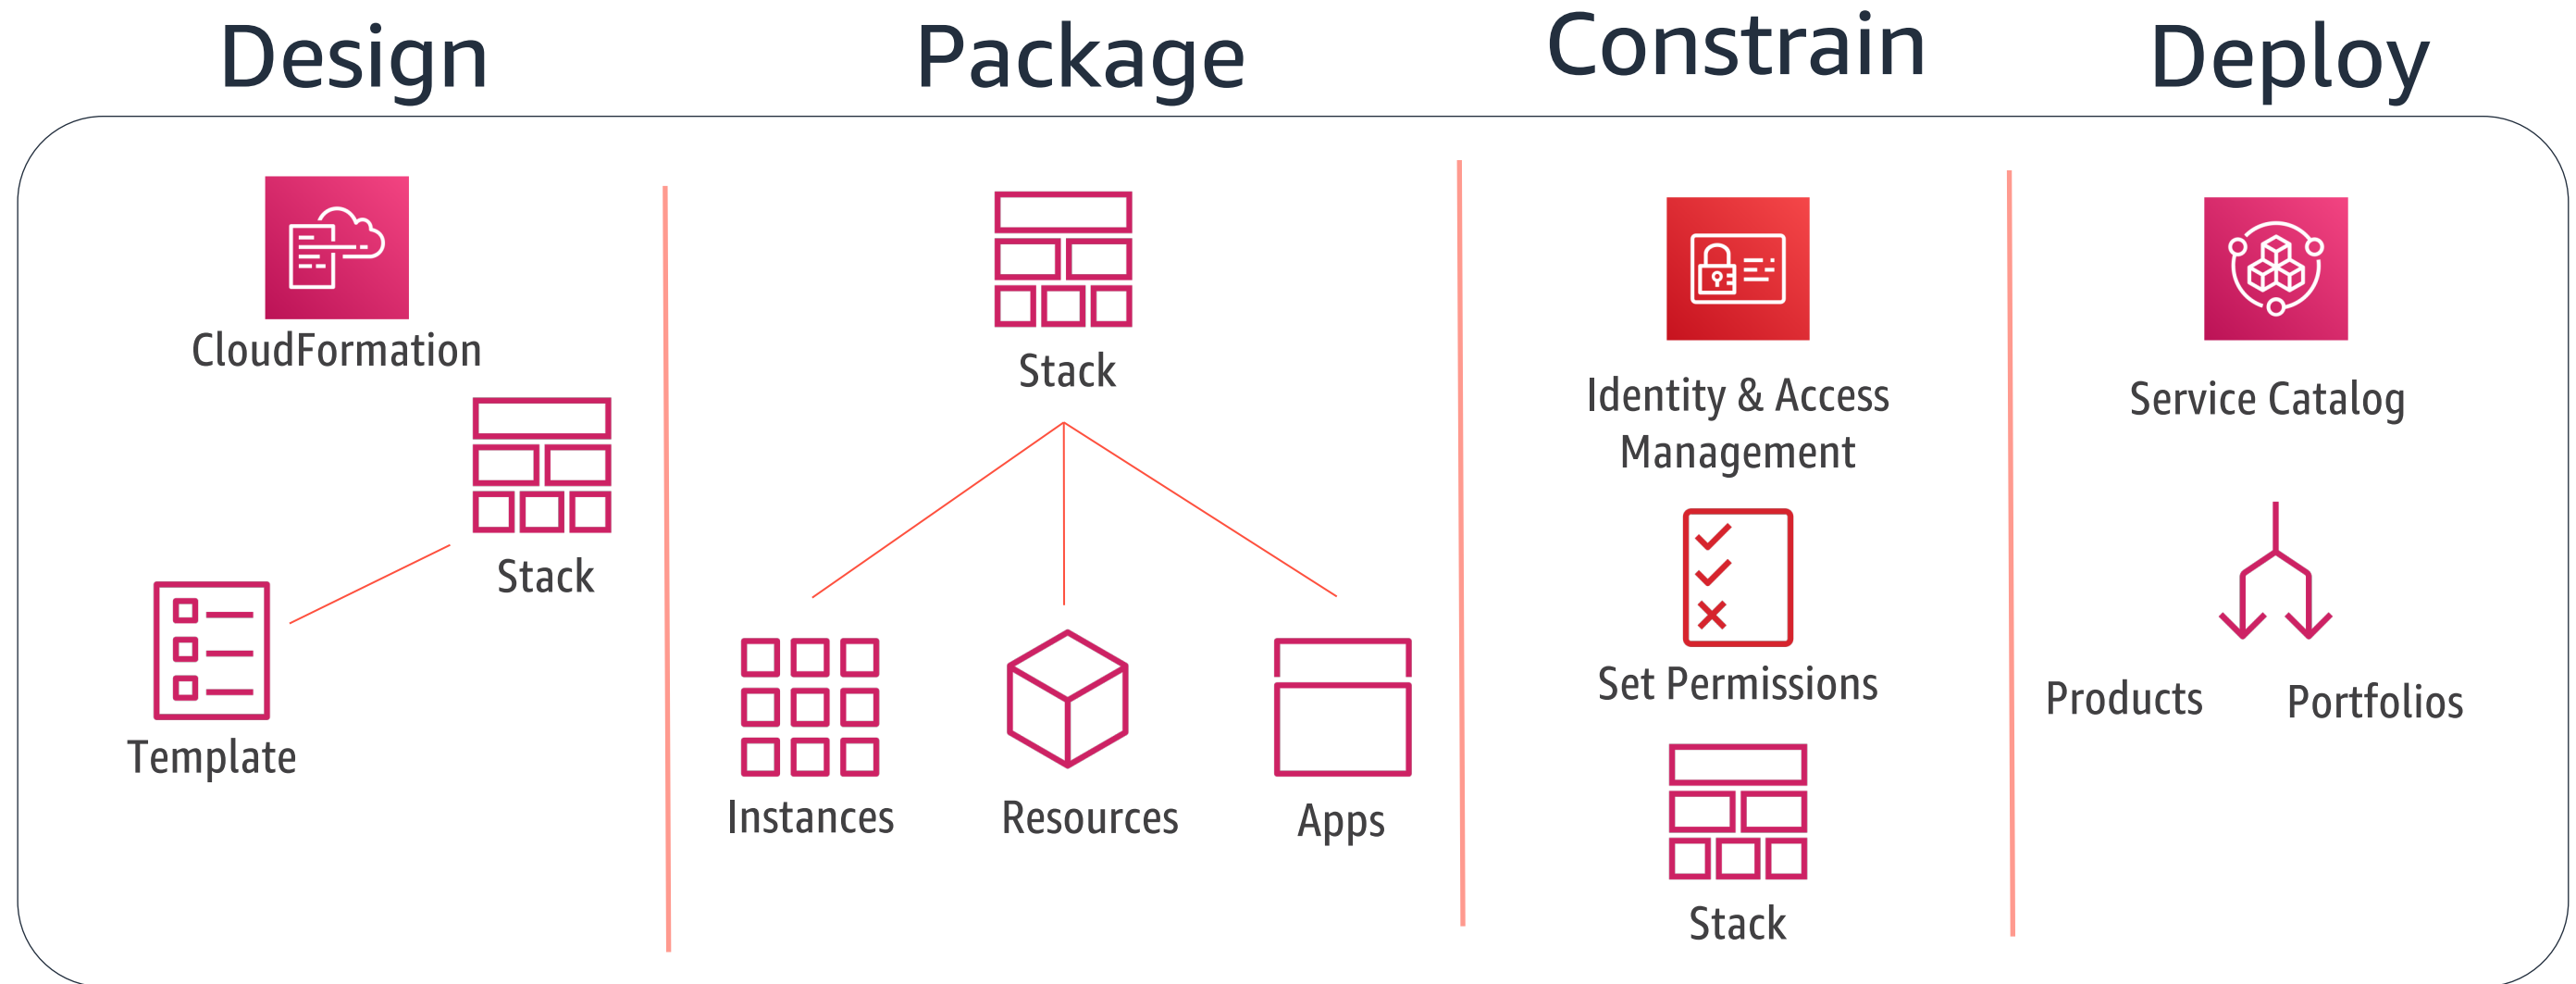 Design
Package
Constrain
Deploy
CloudFormation
Stack
Template
Stack
Instances
Resources
Apps
Identity & Access
Management
Set Permissions
Stack
Service Catalog
Products
Portfolios